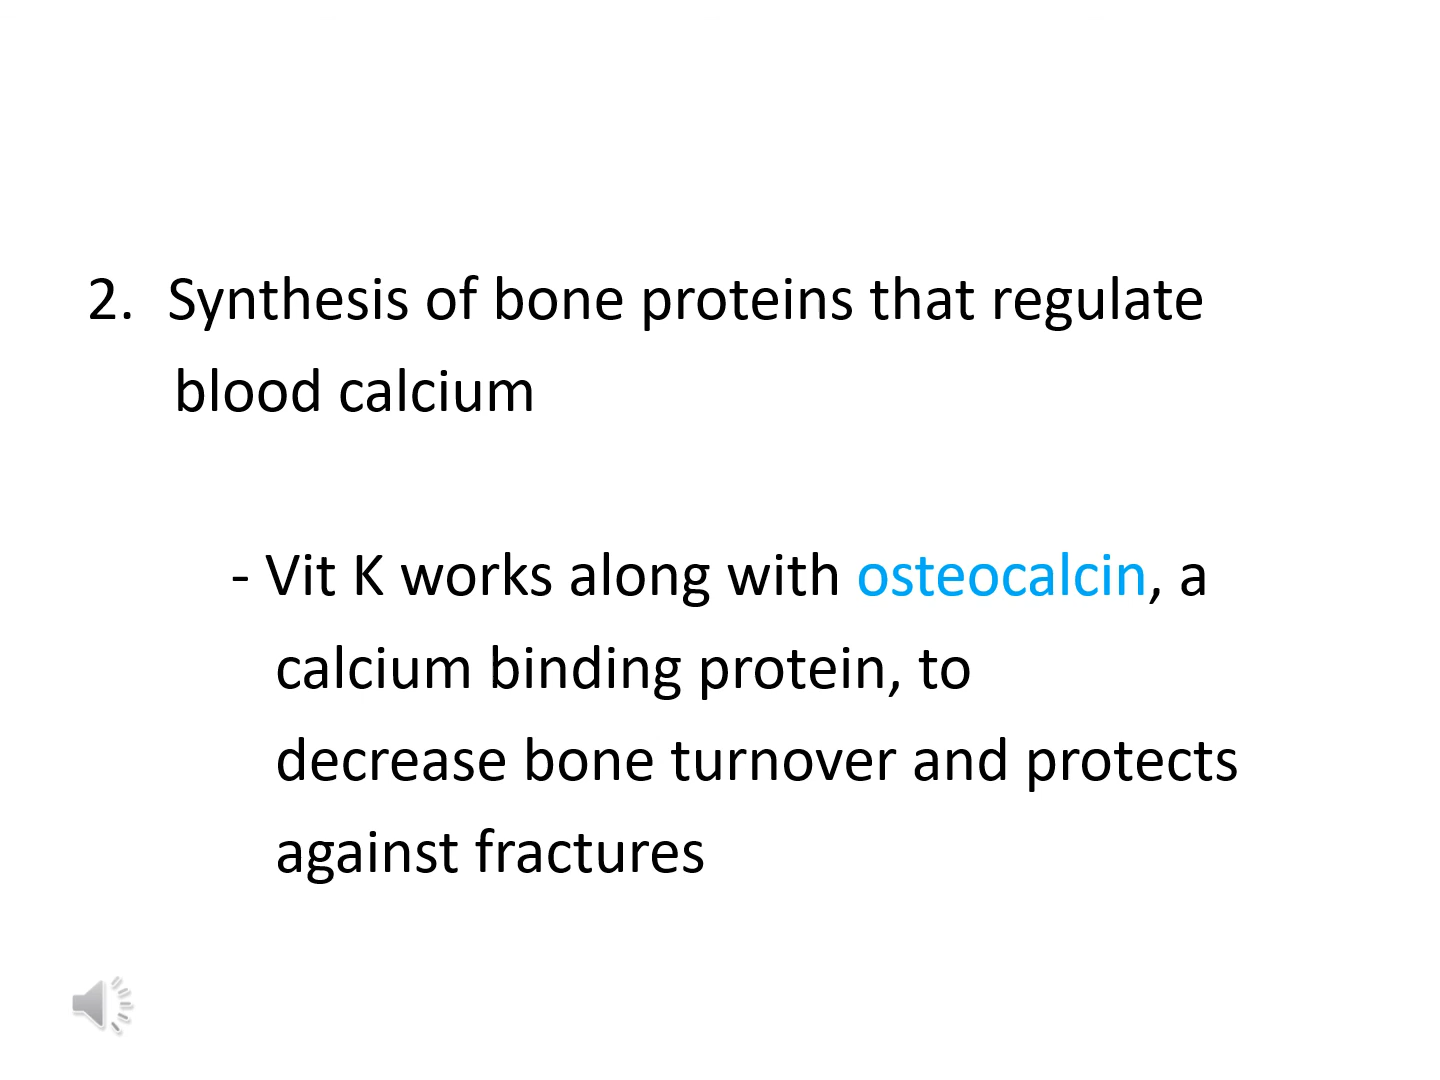 2. Synthesis of bone proteins that regulate
blood calcium
- Vit K works along with osteocalcin, a
calcium binding protein, to
decrease bone turnover and protects
against fractures